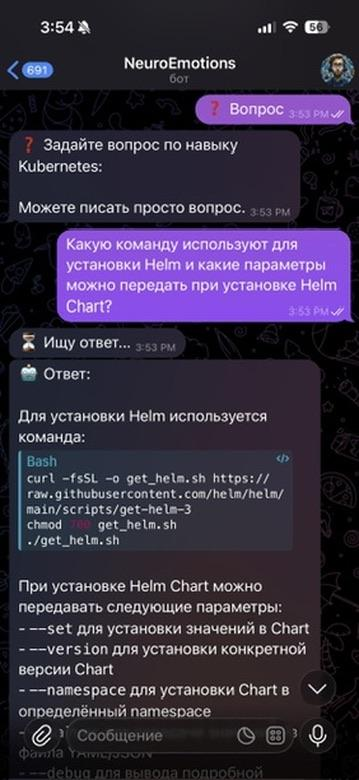 3:54 56
691 NeuroEmotions
бот
❓ Вопрос 3:53 PM
❓ Задайте вопрос по навыку
Kubernetes:
Можете писать просто вопрос. 3:53 PM
Какую команду используют для
установки Helm и какие параметры
можно передать при установке Helm
Chart? 3:53 PM
⏳ Ищу ответ... 3:53 PM
🤖 Ответ:
Для установки Helm используется
команда:
Bash </>
curl -fsSL -o get_helm.sh https://
raw.githubusercontent.com/helm/helm/
main/scripts/get-helm-3
chmod 700 get_helm.sh
./get_helm.sh
При установке Helm Chart можно
передавать следующие параметры:
- --set для установки значений в Chart
- --version для установки конкретной
версии Chart
- --namespace для установки Chart в
определённый namespace
Сообщение
файла YAML/JSON
- --debug для вывода подробной